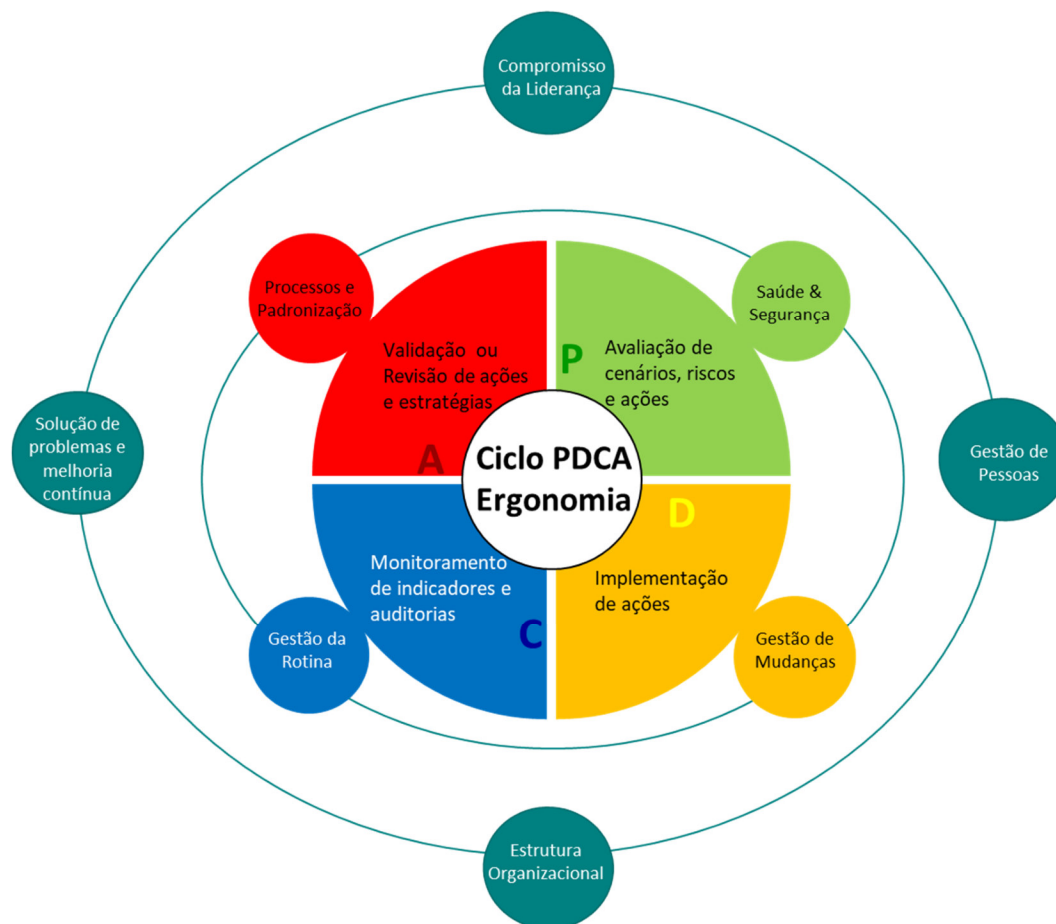 Compromisso
da Liderança
Processos e
Padronização
Saúde &
Segurança
Validação ou
Revisão de ações
e estratégias
A
P
Avaliação de
cenários, riscos
e ações
Solução de
problemas e
melhoria
contínua
Ciclo PDCA
Ergonomia
Gestão de
Pessoas
Monitoramento
de indicadores e
auditorias
C
D
Implementação
de ações
Gestão da
Rotina
Gestão de
Mudanças
Estrutura
Organizacional